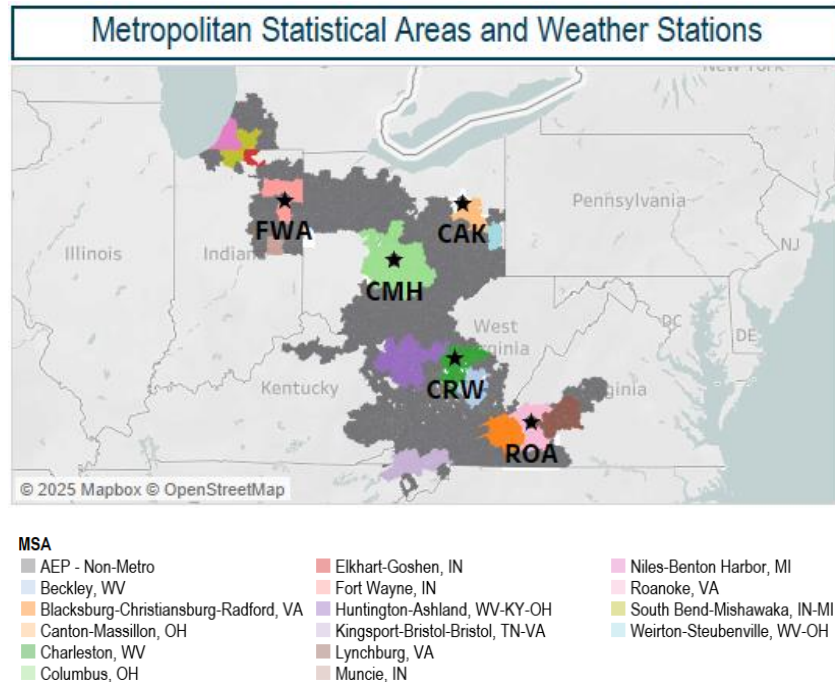 Metropolitan Statistical Areas and Weather Stations
New York
Pennsylvania
FWA
CAK
Illinois
Indian
NJ
CMH
West
DC
DE
Virginia
Kentucky
CRW
ginia
ROA
© 2025 Mapbox © OpenStreetMap
MSA
AEP - Non-Metro
Beckley, WV
Blacksburg-Christiansburg-Radford, VA
Canton-Massillon, OH
Charleston, WV
Columbus, OH
Elkhart-Goshen, IN
Fort Wayne, IN
Huntington-Ashland, WV-KY-OH
Kingsport-Bristol-Bristol, TN-VA
Lynchburg, VA
Muncie, IN
Niles-Benton Harbor, MI
Roanoke, VA
South Bend-Mishawaka, IN-MI
Weirton-Steubenville, WV-OH